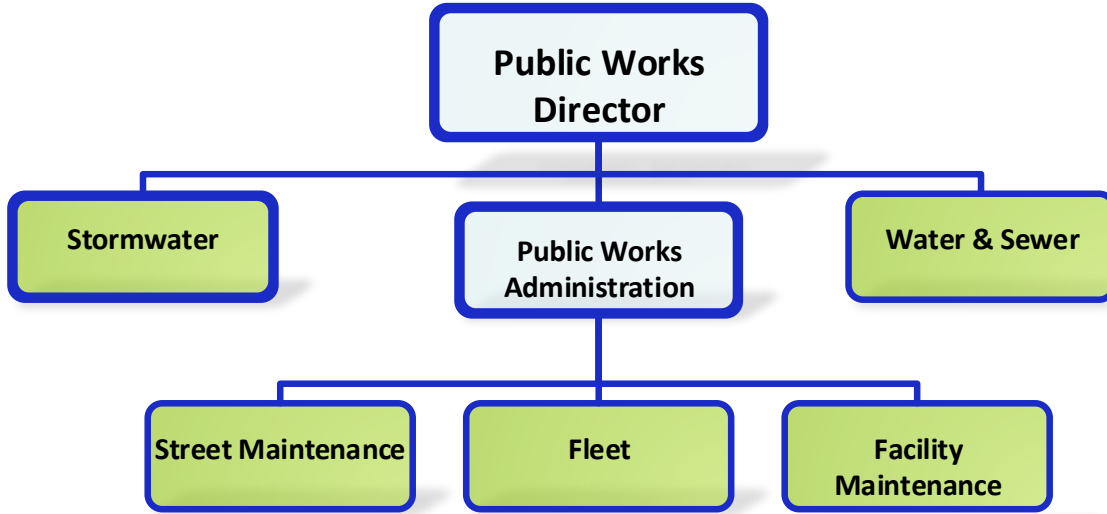 Public Works
Director
Stormwater
Public Works
Administration
Water & Sewer
Street Maintenance
Fleet
Facility
Maintenance